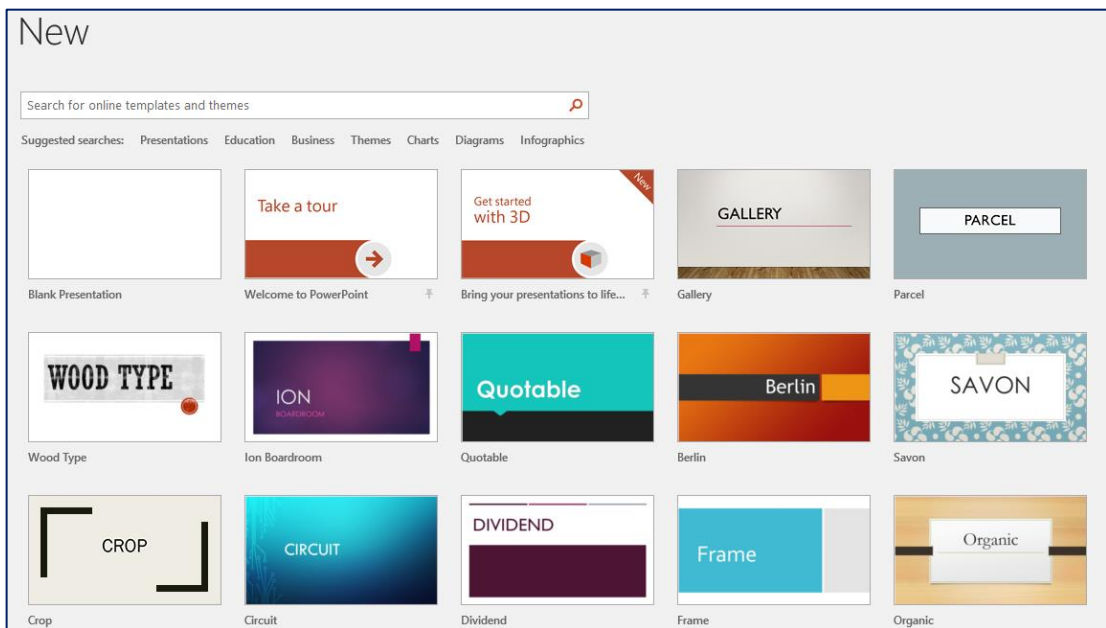 New
Search for online templates and themes
Suggested searches: Presentations Education Business Themes Charts Diagrams Infographics
Take a tour
Get started
with 3D
New
GALLERY
PARCEL
Blank Presentation
Welcome to PowerPoint
Bring your presentations to life...
Gallery
Parcel
WOOD TYPE
ION
BOARDROOM
Quotable
Berlin
SAVON
Wood Type
Ion Boardroom
Quotable
Berlin
Savon
CROP
CIRCUIT
DIVIDEND
Frame
Organic
Crop
Circuit
Dividend
Frame
Organic